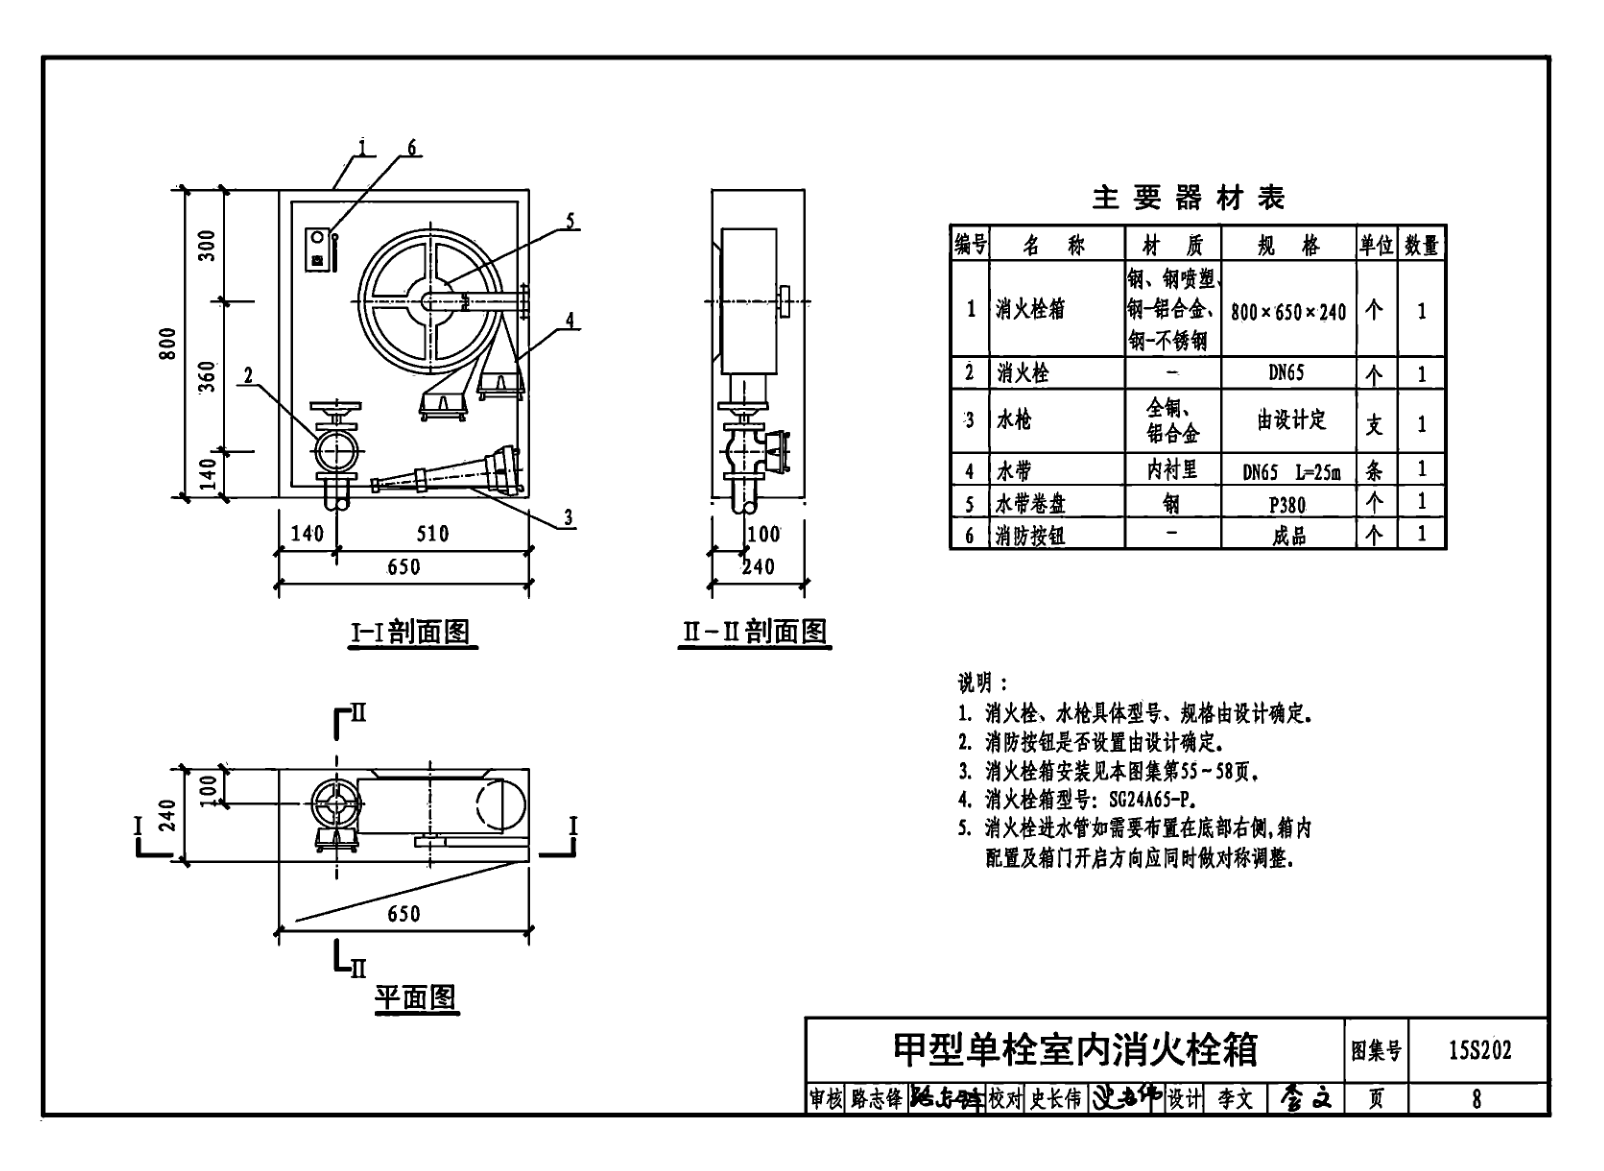 1
6
5
4
2
3
300
360
140
800
140
510
650
Ⅰ-Ⅰ剖面图
100
240
Ⅱ-Ⅱ剖面图
Ⅱ
100
240
Ⅰ
Ⅰ
650
Ⅱ
平面图
主要器材表
编号 名称 材质 规格 单位 数量
1 消火栓箱 钢、钢喷塑、 800×650×240 个 1
钢-铝合金、
钢-不锈钢
2 消火栓 - DN65 个 1
3 水枪 全铜、 由设计定 支 1
铝合金
4 水带 内衬里 DN65 L=25m 条 1
5 水带卷盘 钢 P380 个 1
6 消防按钮 - 成品 个 1
说明：
1. 消火栓、水枪具体型号、规格由设计确定。
2. 消防按钮是否设置由设计确定。
3. 消火栓箱安装见本图集第55~58页。
4. 消火栓箱型号：SG24A65-P。
5. 消火栓进水管如需要布置在底部右侧,箱内
配置及箱门开启方向应同时做对称调整。
甲型单栓室内消火栓箱 图集号 15S202
审核 路志锋 校对 史长伟 设计 李文 李文 页 8